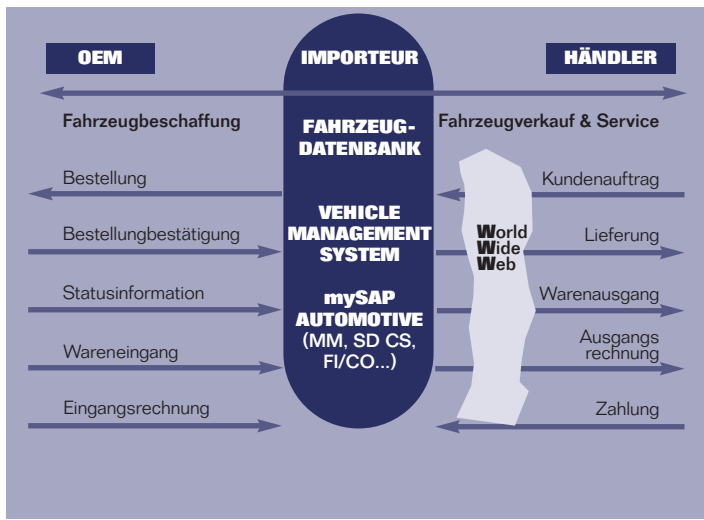 OEM
IMPORTEUR
HÄNDLER
Fahrzeugbeschaffung
FAHRZEUG-
DATENBANK
Fahrzeugverkauf & Service
Bestellung
Bestellungbestätigung
Statusinformation
Wareneingang
Eingangsrechnung
VEHICLE
MANAGEMENT
SYSTEM
mySAP
AUTOMOTIVE
(MM, SD CS,
FI/CO...)
World
Wide
Web
Kundenauftrag
Lieferung
Warenausgang
Ausgangs
rechnung
Zahlung